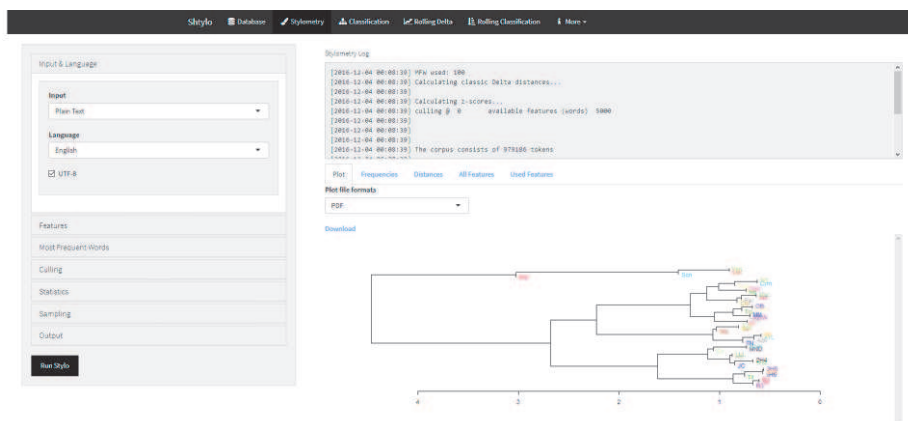 Shtylo Database Stylometry Classification Rolling Delta Rolling Classification More
Input & Language
Input
Plain Text
Language
English
UTF-8
Features
Most Frequent Words
Culling
Statistics
Sampling
Output
Run Stylo
Stylometry Log
[2016-12-04 00:08:39] MFW used: 100
[2016-12-04 00:08:39] Calculating classic Delta distances...
[2016-12-04 00:08:39]
[2016-12-04 00:08:39] Calculating z-scores...
[2016-12-04 00:08:39] culling @ 0 available features (words) 5000
[2016-12-04 00:08:39]
[2016-12-04 00:08:39]
[2016-12-04 00:08:39] The corpus consists of 979186 tokens
Plot Frequencies Distances All Features Used Features
Plot file formats
PDF
Download
4 3 2 1 0